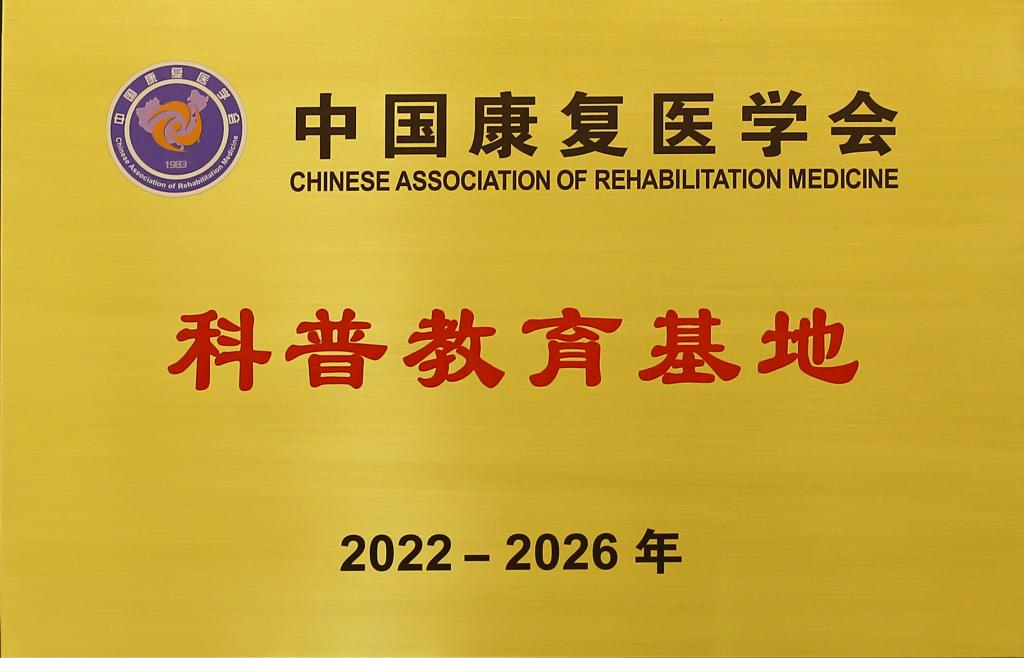 中国康复医学会
Chinese Association of Rehabilitation Medicine
1983
中国康复医学会
CHINESE ASSOCIATION OF REHABILITATION MEDICINE
科普教育基地
2022 – 2026 年